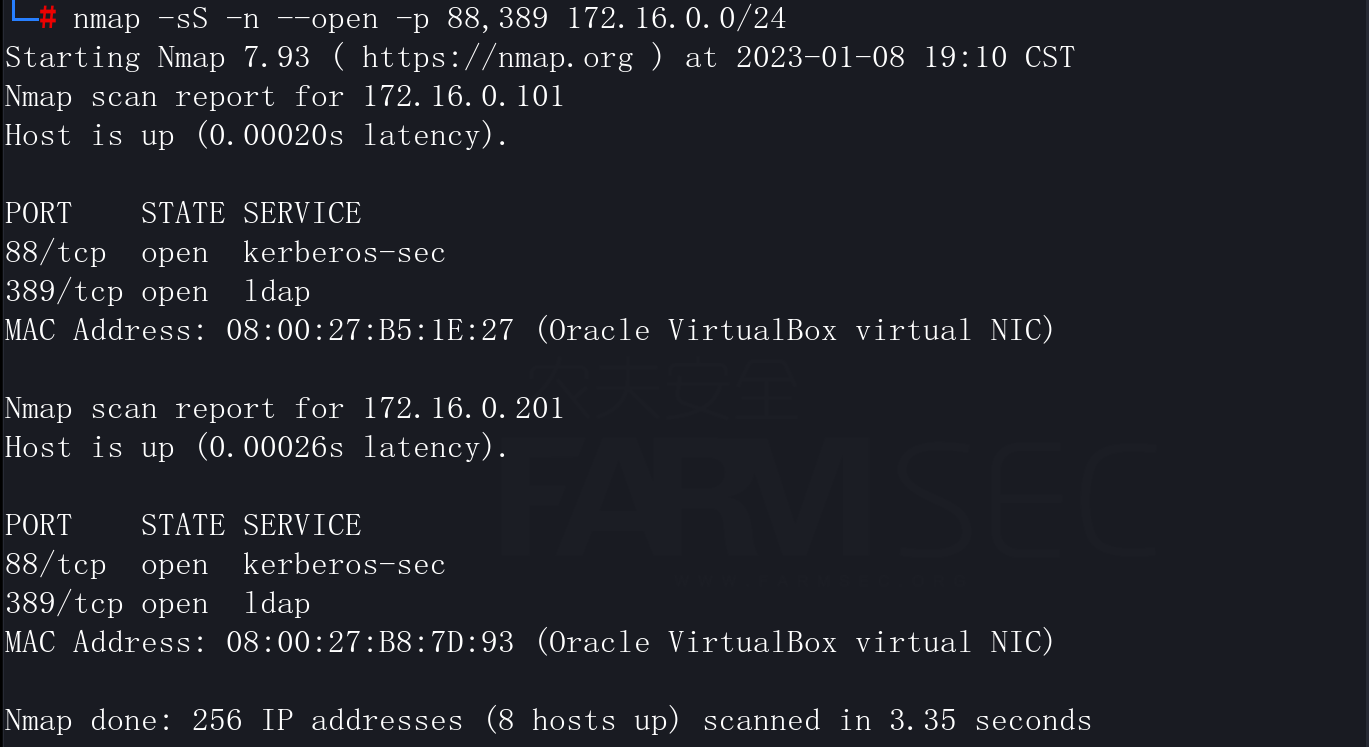 # nmap -sS -n --open -p 88,389 172.16.0.0/24
Starting Nmap 7.93 ( https://nmap.org ) at 2023-01-08 19:10 CST
Nmap scan report for 172.16.0.101
Host is up (0.00020s latency).
PORT    STATE SERVICE
88/tcp  open  kerberos-sec
389/tcp open  ldap
MAC Address: 08:00:27:B5:1E:27 (Oracle VirtualBox virtual NIC)
农夫安全
Nmap scan report for 172.16.0.201
Host is up (0.00026s latency).
FARMSEC
PORT    STATE SERVICE
88/tcp  open  kerberos-sec
389/tcp open  ldap
MAC Address: 08:00:27:B8:7D:93 (Oracle VirtualBox virtual NIC)
Nmap done: 256 IP addresses (8 hosts up) scanned in 3.35 seconds